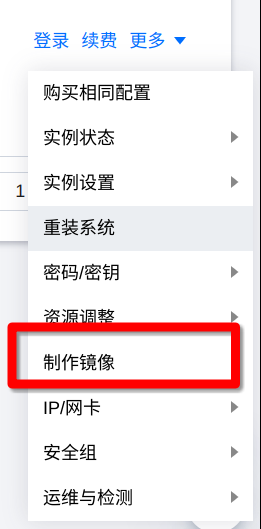 登录 续费 更多
购买相同配置
实例状态
1
实例设置
重装系统
密码/密钥
资源调整
制作镜像
IP/网卡
安全组
运维与检测